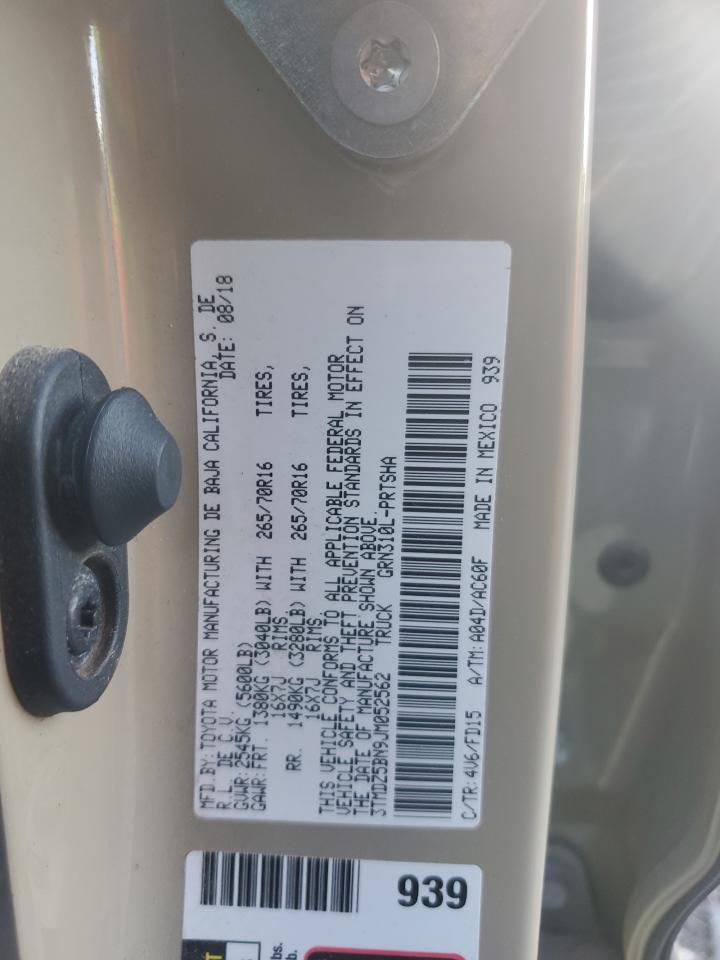 MFD BY: TOYOTA MOTOR MANUFACTURING DE BAJA CALIFORNIA, S. DE
R.L. DE C.V. DATE: 08/18
GVWR: 2545KG (5600LB)
GAWR: FRT. 1380KG (3040LB) WITH 265/70R16 TIRES,
16X7J RIMS
RR. 1490KG (3280LB) WITH 265/70R16 TIRES,
16X7J RIMS
THIS VEHICLE CONFORMS TO ALL APPLICABLE FEDERAL MOTOR
VEHICLE SAFETY AND THEFT PREVENTION STANDARDS IN EFFECT ON
THE DATE OF MANUFACTURE SHOWN ABOVE.
3TMDZ5BN9JM052562 TRUCK GRN310L-PRTSHA
C/TR: 4V6/FD15 A/TM: A04D/AC60F MADE IN MEXICO 939
939
bs.
b.